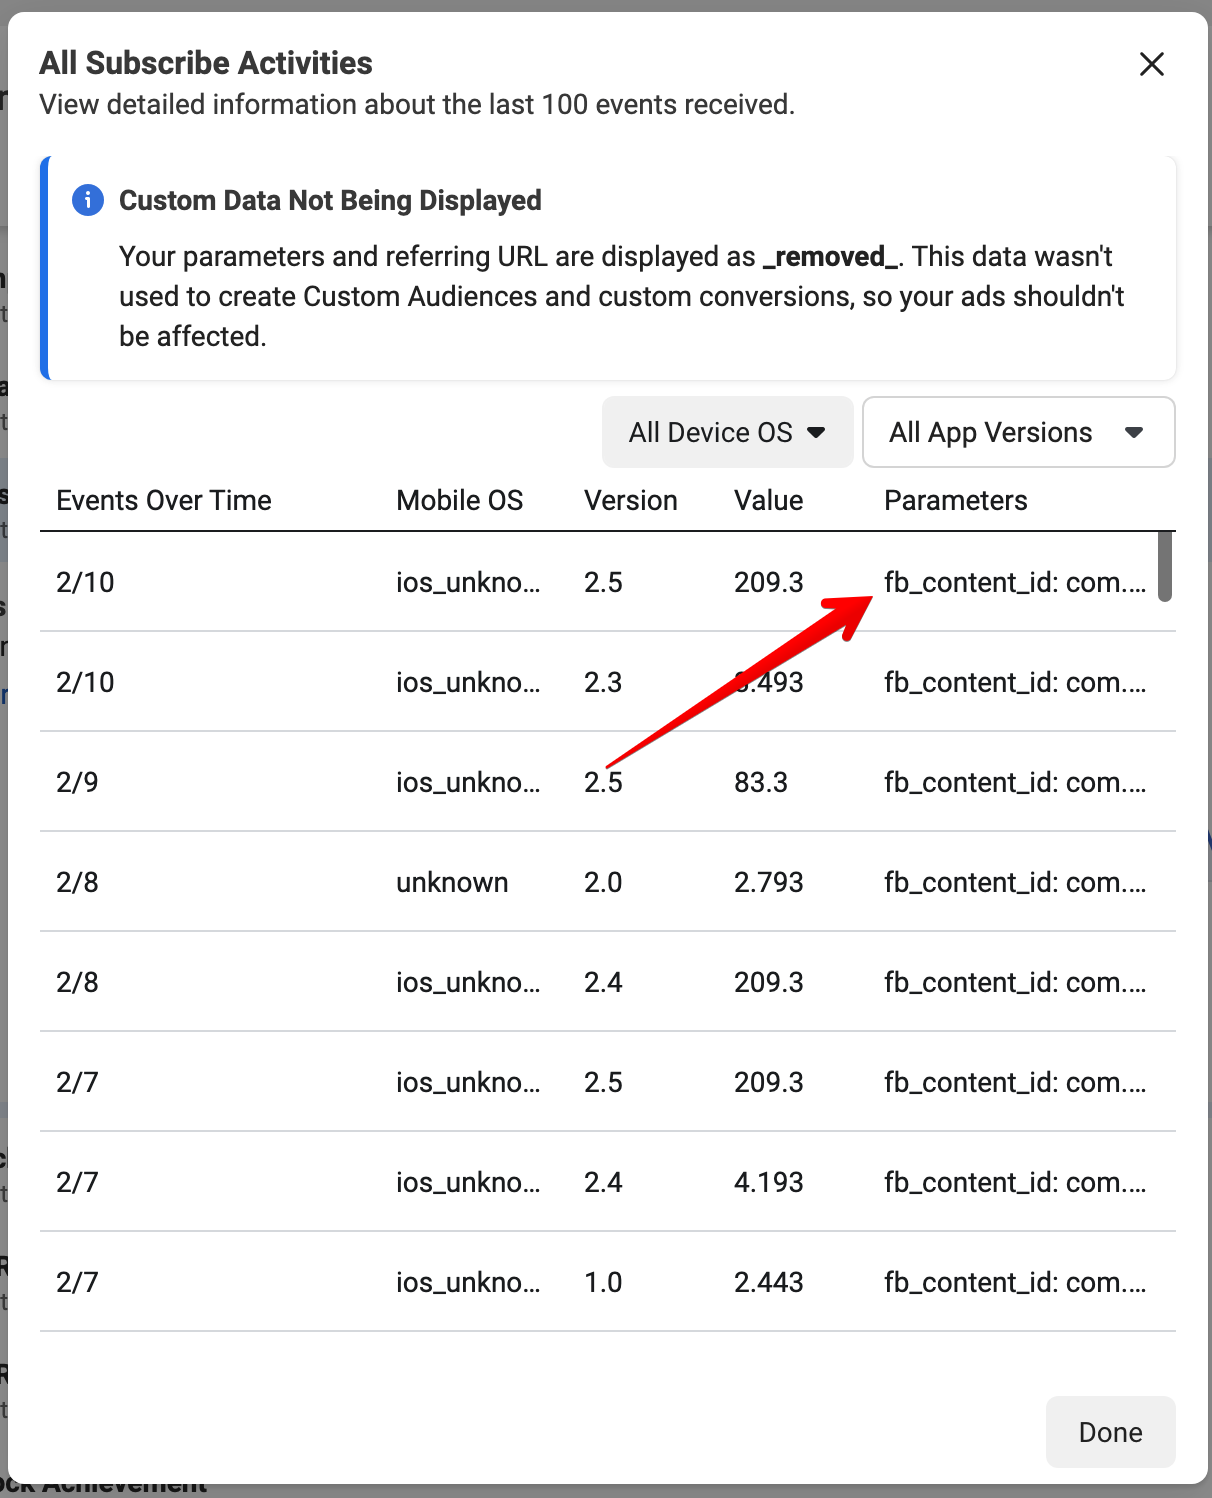 All Subscribe Activities
View detailed information about the last 100 events received.
Custom Data Not Being Displayed
Your parameters and referring URL are displayed as _removed_. This data wasn't
used to create Custom Audiences and custom conversions, so your ads shouldn't
be affected.
All Device OS All App Versions
Events Over Time Mobile OS Version Value Parameters
2/10 ios_unkno... 2.5 209.3 fb_content_id: com....
2/10 ios_unkno... 2.3 .493 fb_content_id: com....
2/9 ios_unkno... 2.5 83.3 fb_content_id: com....
2/8 unknown 2.0 2.793 fb_content_id: com....
2/8 ios_unkno... 2.4 209.3 fb_content_id: com....
2/7 ios_unkno... 2.5 209.3 fb_content_id: com....
2/7 ios_unkno... 2.4 4.193 fb_content_id: com....
2/7 ios_unkno... 1.0 2.443 fb_content_id: com....
Done